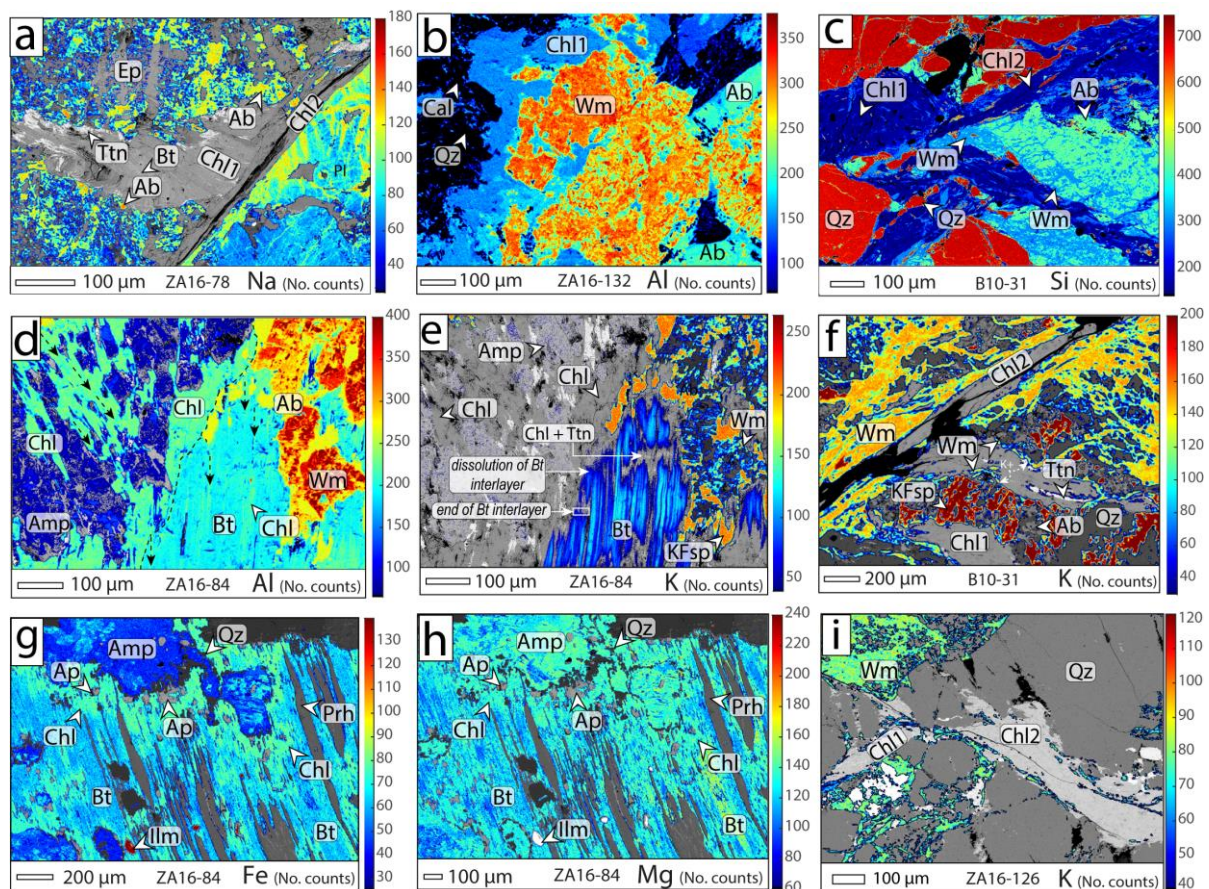 a
Ep
Ab
Chl2
Ttn
Bt
Chl1
Ab
Pl
180
160
140
120
100
80
60
40
100 µm ZA16-78 Na (No. counts)
b
Chl1
Wm
Cal
Qz
Ab
Ab
350
300
250
200
150
100
100 µm ZA16-132 Al (No. counts)
c
Chl2
Chl1
Ab
Wm
Qz
Qz
Wm
700
600
500
400
300
200
100 µm B10-31 Si (No. counts)
d
Chl
Ab
Chl
Wm
Amp
Bt
Chl
400
350
300
250
200
150
100
100 µm ZA16-84 Al (No. counts)
e
Amp
Chl
Chl
Wm
Chl + Ttn
dissolution of Bt
interlayer
end of Bt interlayer
Bt
KFsp
250
200
150
100
50
100 µm ZA16-84 K (No. counts)
f
Chl2
Wm
Wm
Ttn
KFsp
Ab
Qz
Chl1
200
180
160
140
120
100
80
60
40
200 µm B10-31 K (No. counts)
g
Qz
Amp
Ap
Prh
Ap
Chl
Chl
Bt
Bt
Ilm
130
120
110
100
90
80
70
60
50
40
30
200 µm ZA16-84 Fe (No. counts)
h
Qz
Amp
Ap
Prh
Ap
Chl
Chl
Bt
Bt
Ilm
240
220
200
180
160
140
120
100
80
60
100 µm ZA16-84 Mg (No. counts)
i
Wm
Qz
Chl1
Chl2
120
110
100
90
80
70
60
50
40
100 µm ZA16-126 K (No. counts)